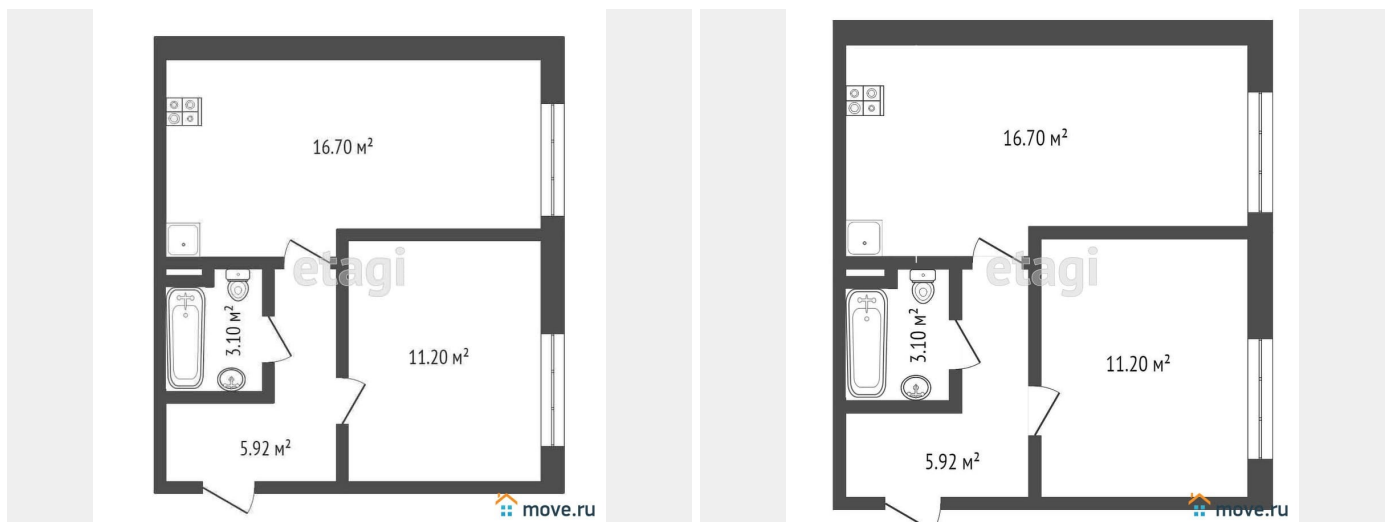 16.70 м²
etagi
3.10 м²
11.20 м²
5.92 м²
move.ru
16.70 м²
etagi
3.10 м²
11.20 м²
5.92 м²
move.ru